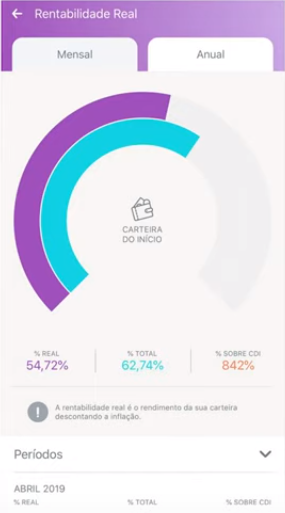 ← Rentabilidade Real
Mensal
Anual
CARTEIRA
DO INÍCIO
% REAL
54,72%
% TOTAL
62,74%
% SOBRE CDI
842%
! A rentabilidade real é o rendimento da sua carteira
descontando a inflação.
Períodos
ABRIL 2019
% REAL
% TOTAL
% SOBRE CDI